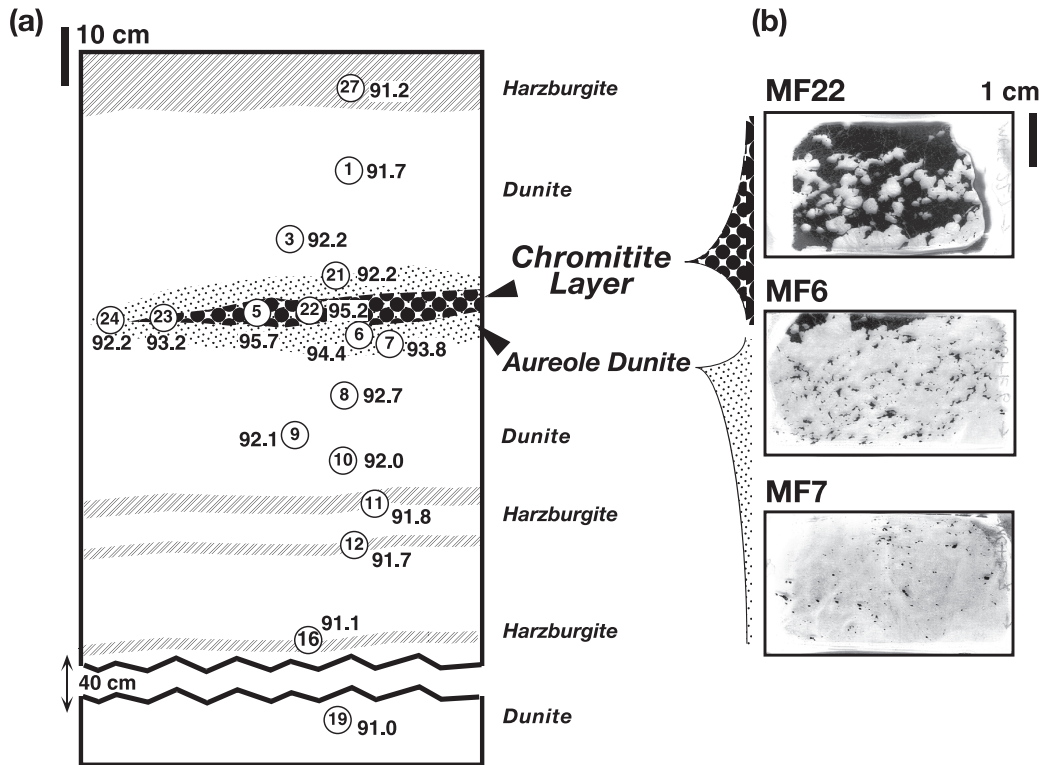 (a)
10 cm
27 91.2
Harzburgite
1 91.7
Dunite
3 92.2
21 92.2
Chromitite
Layer
24 23 5 22 95.2
92.2 93.2 95.7
6 7
94.4 93.8
Aureole Dunite
8 92.7
92.1 9
Dunite
10 92.0
11
91.8
Harzburgite
12
91.7
91.1
16
Harzburgite
40 cm
19 91.0
Dunite
(b)
MF22
1 cm
MF6
MF7